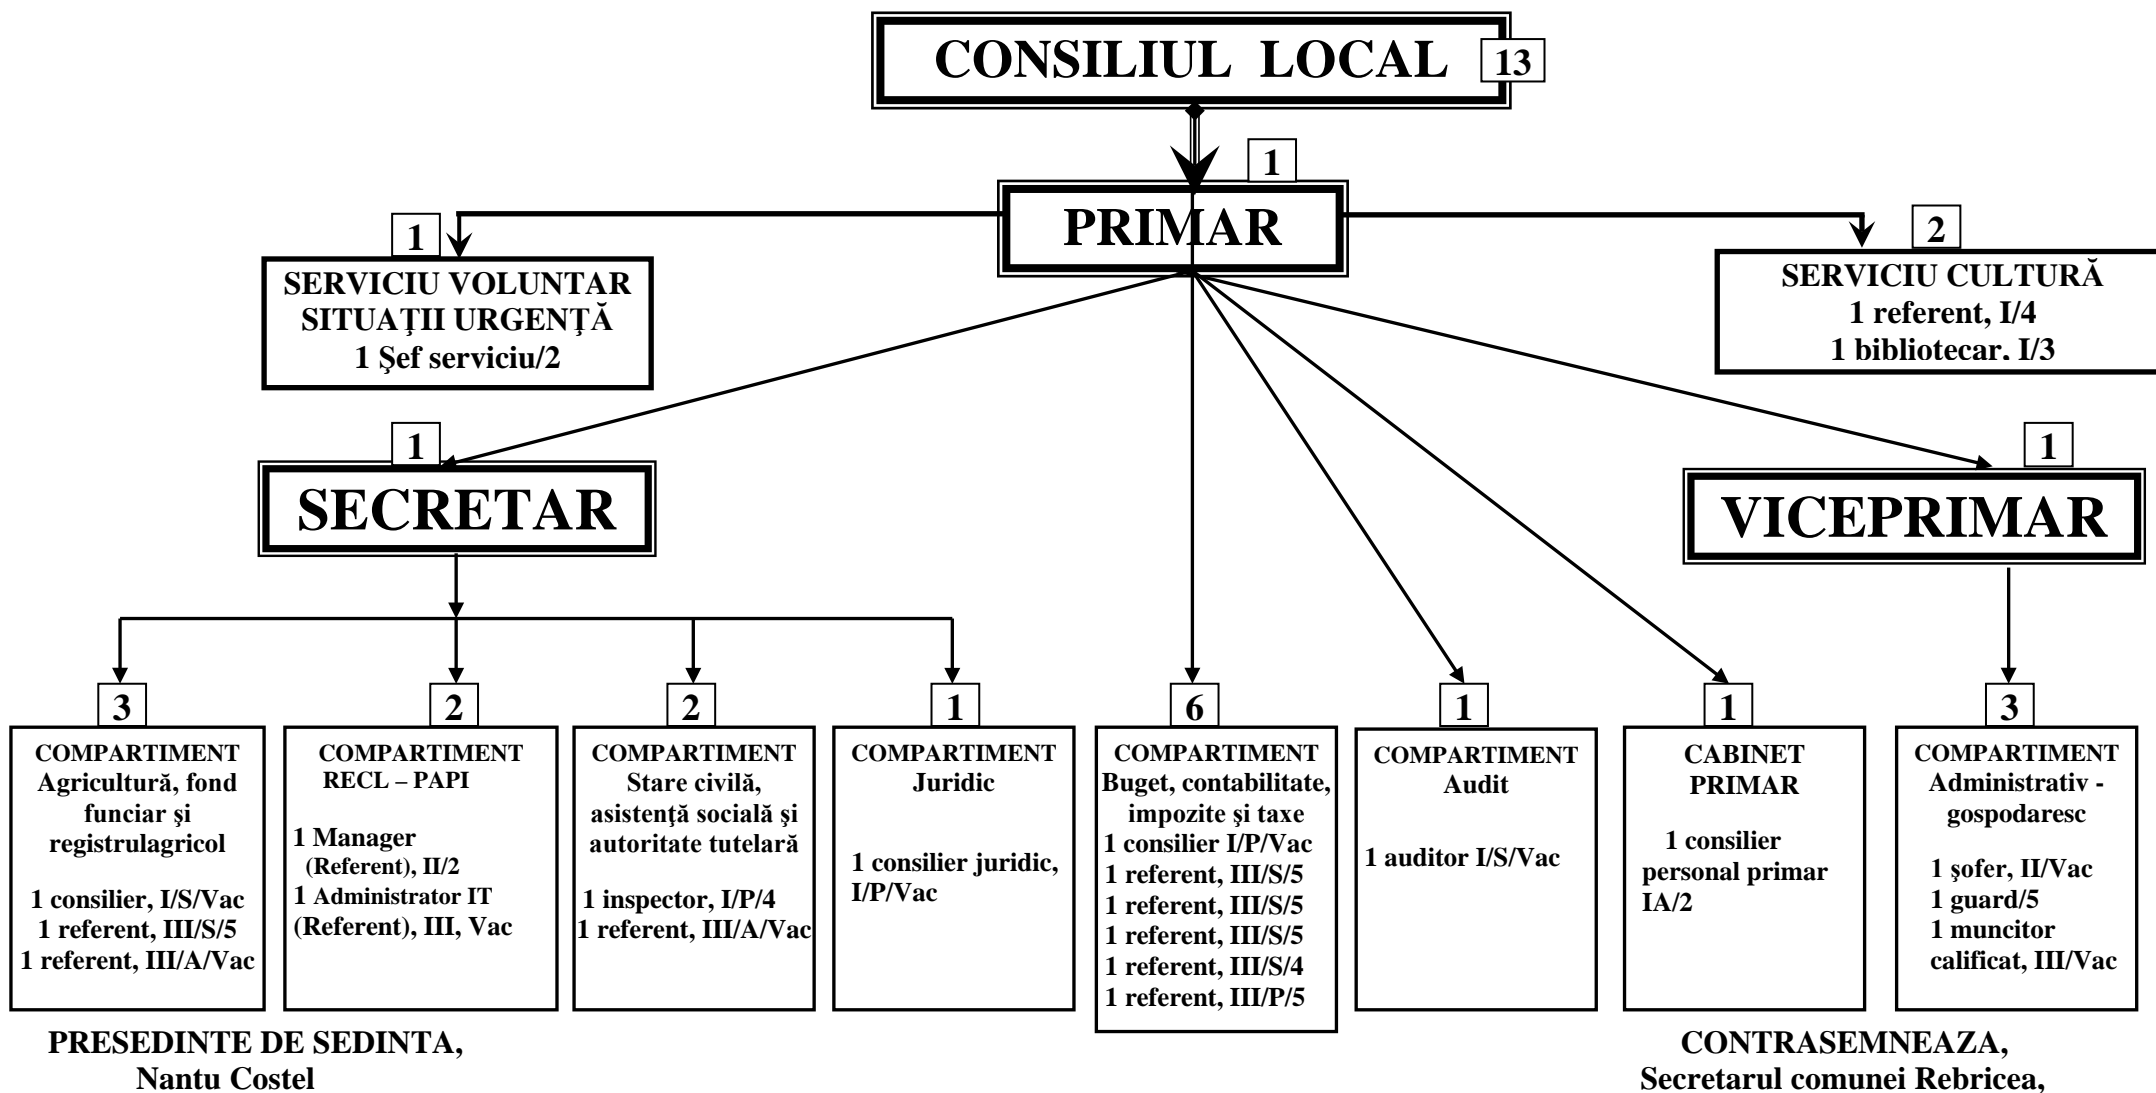 CONSILIUL LOCAL
13
1
PRIMAR
1
SERVICIU VOLUNTAR
SITUAŢII URGENŢĂ
1 Şef serviciu/2
2
SERVICIU CULTURĂ
1 referent, I/4
1 bibliotecar, I/3
1
SECRETAR
1
VICEPRIMAR
3
COMPARTIMENT
Agricultură, fond
funciar şi
registrulagricol
1 consilier, I/S/Vac
1 referent, III/S/5
1 referent, III/A/Vac
2
COMPARTIMENT
RECL – PAPI
1 Manager
(Referent), II/2
1 Administrator IT
(Referent), III, Vac
2
COMPARTIMENT
Stare civilă,
asistenţă socială şi
autoritate tutelară
1 inspector, I/P/4
1 referent, III/A/Vac
1
COMPARTIMENT
Juridic
1 consilier juridic,
I/P/Vac
6
COMPARTIMENT
Buget, contabilitate,
impozite şi taxe
1 consilier I/P/Vac
1 referent, III/S/5
1 referent, III/S/5
1 referent, III/S/5
1 referent, III/S/4
1 referent, III/P/5
1
COMPARTIMENT
Audit
1 auditor I/S/Vac
1
CABINET
PRIMAR
1 consilier
personal primar
IA/2
3
COMPARTIMENT
Administrativ -
gospodaresc
1 şofer, II/Vac
1 guard/5
1 muncitor
calificat, III/Vac
PRESEDINTE DE SEDINTA,
Nantu Costel
CONTRASEMNEAZA,
Secretarul comunei Rebricea,